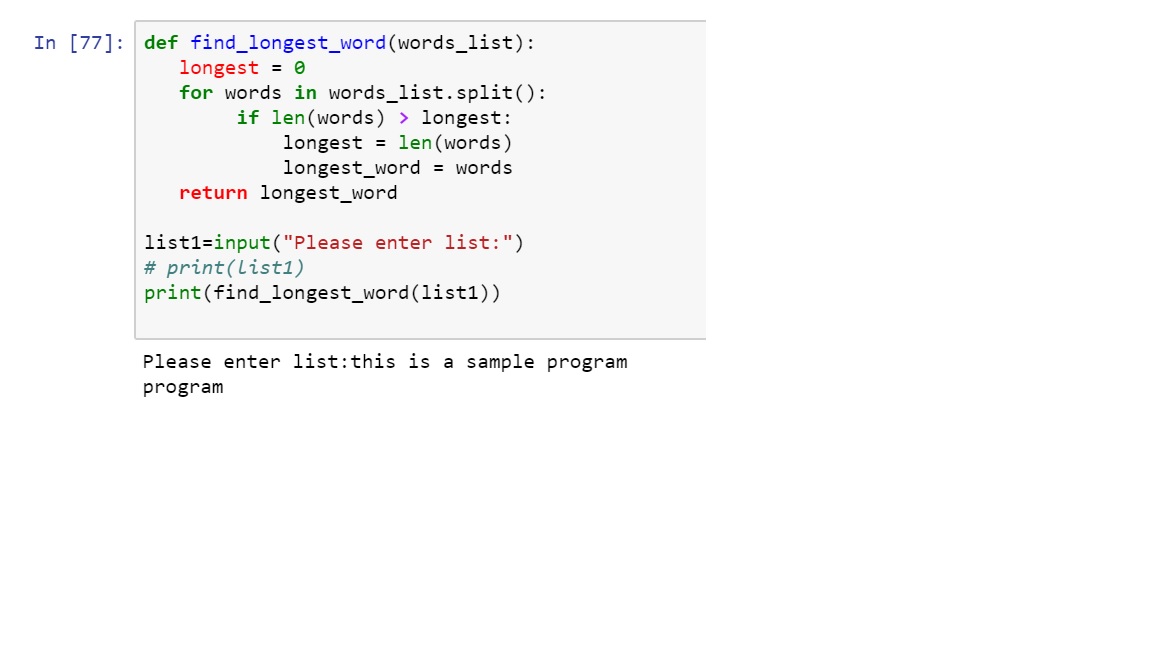 In [77]: def find_longest_word(words_list):
   longest = 0
   for words in words_list.split():
        if len(words) > longest:
            longest = len(words)
            longest_word = words
   return longest_word

list1=input("Please enter list:")
# print(list1)
print(find_longest_word(list1))

Please enter list:this is a sample program
program